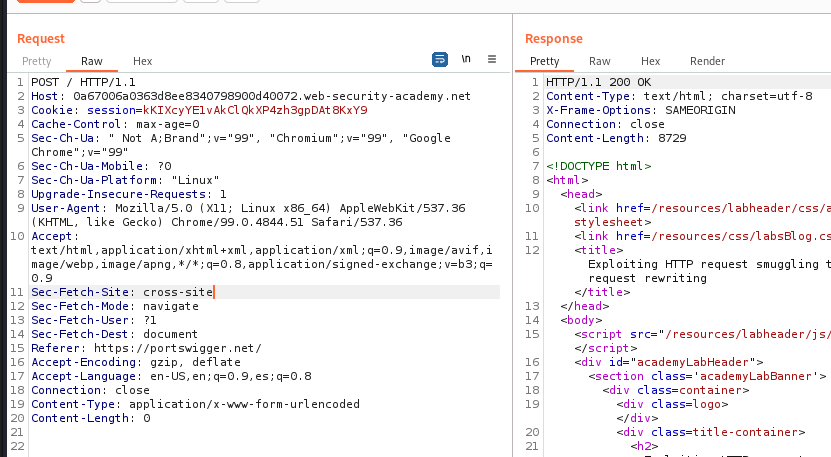 Request
Pretty Raw Hex
\n
1 POST / HTTP/1.1
2 Host: 0a67006a0363d8ee8340798900d40072.web-security-academy.net
3 Cookie: session=kKIXcyYE1vAkClQkXP4zh3gpDAt8KxY9
4 Cache-Control: max-age=0
5 Sec-Ch-Ua: " Not A;Brand";v="99", "Chromium";v="99", "Google
Chrome";v="99"
6 Sec-Ch-Ua-Mobile: ?0
7 Sec-Ch-Ua-Platform: "Linux"
8 Upgrade-Insecure-Requests: 1
9 User-Agent: Mozilla/5.0 (X11; Linux x86_64) AppleWebKit/537.36
(KHTML, like Gecko) Chrome/99.0.4844.51 Safari/537.36
10 Accept:
text/html,application/xhtml+xml,application/xml;q=0.9,image/avif,i
mage/webp,image/apng,*/*;q=0.8,application/signed-exchange;v=b3;q=
0.9
11 Sec-Fetch-Site: cross-site
12 Sec-Fetch-Mode: navigate
13 Sec-Fetch-User: ?1
14 Sec-Fetch-Dest: document
15 Referer: https://portswigger.net/
16 Accept-Encoding: gzip, deflate
17 Accept-Language: en-US,en;q=0.9,es;q=0.8
18 Connection: close
19 Content-Type: application/x-www-form-urlencoded
20 Content-Length: 0
21
22
Response
Pretty Raw Hex Render
1 HTTP/1.1 200 OK
2 Content-Type: text/html; charset=utf-8
3 X-Frame-Options: SAMEORIGIN
4 Connection: close
5 Content-Length: 8729
6
7 <!DOCTYPE html>
8 <html>
9 <head>
10 <link href=/resources/labheader/css/a
stylesheet>
11 <link href=/resources/css/labsBlog.cs
12 <title>
Exploiting HTTP request smuggling t
request rewriting
</title>
13 </head>
14 <body>
15 <script src="/resources/labheader/js/
</script>
16 <div id="academyLabHeader">
17 <section class='academyLabBanner'>
18 <div class=container>
19 <div class=logo>
</div>
20 <div class=title-container>
21 <h2>